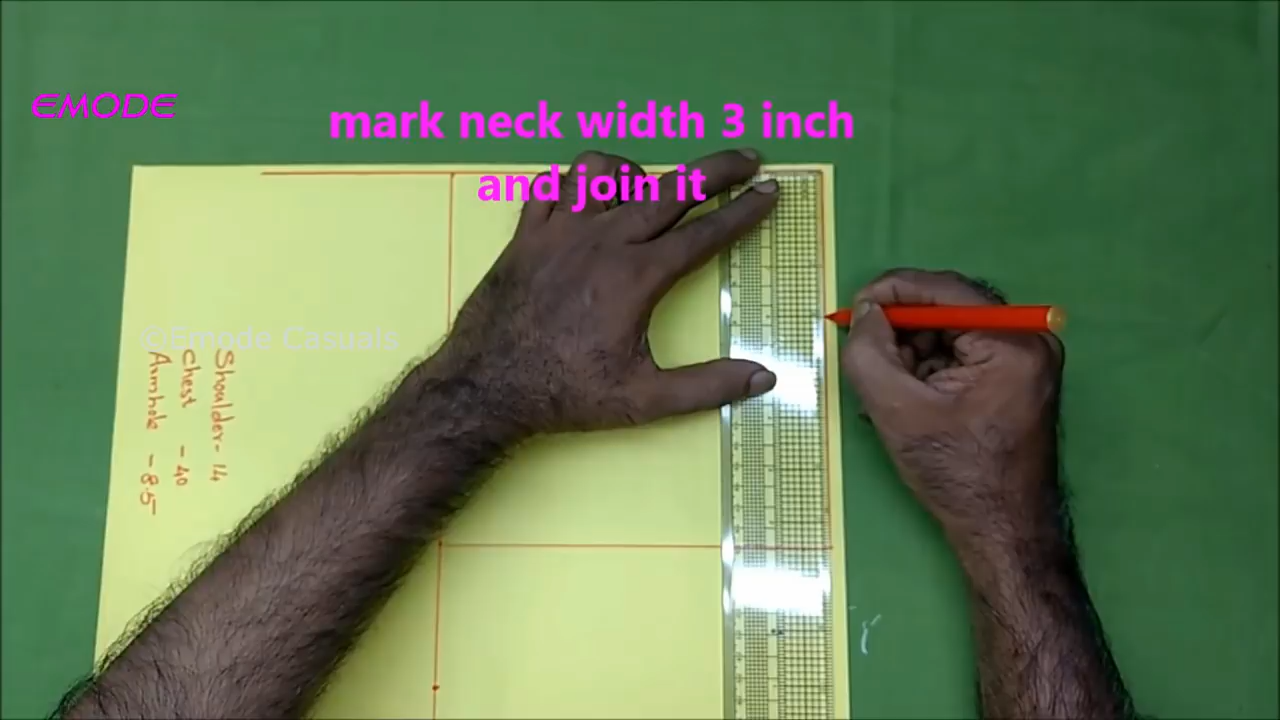 EMODE
mark neck width 3 inch
and join it
©Emode Casuals
Shoulder - 14
Chest - 40
Armhole - 8.5